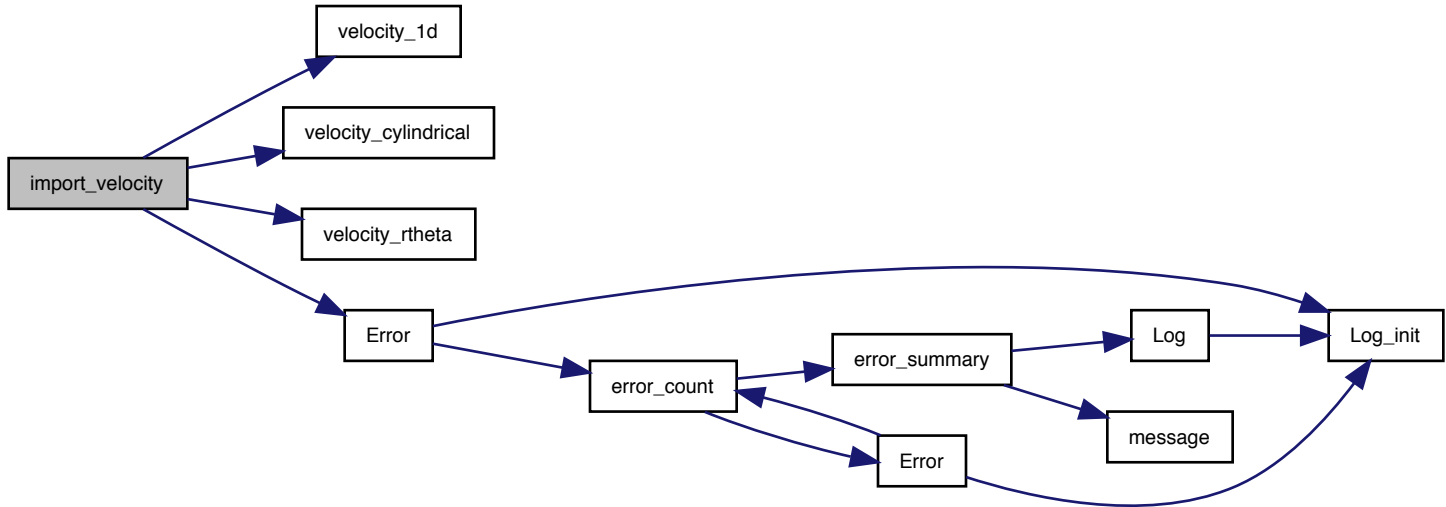 velocity_1d
velocity_cylindrical
import_velocity
velocity_rtheta
Error
error_count
error_summary
Log
Log_init
message
Error